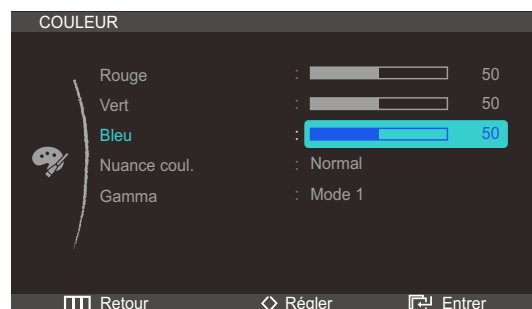 COULEUR
Rouge : 50
Vert : 50
Bleu : 50
Nuance coul. : Normal
Gamma : Mode 1
Retour Régler Entrer